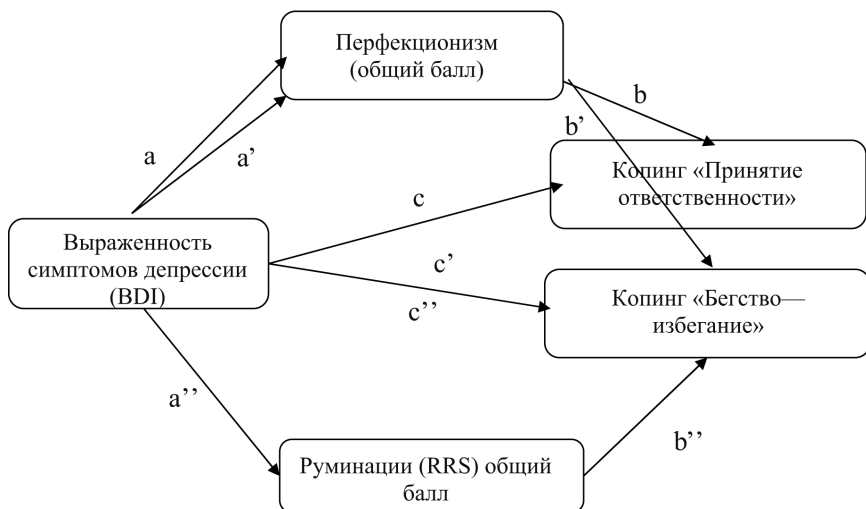 Перфекционизм
(общий балл)
b
b’
a
a’
Копинг «Принятие
ответственности»
c
Выраженность
симптомов депрессии
(BDI)
c’
c’’
Копинг «Бегство—
избегание»
a’’
b’’
Руминации (RRS) общий
балл